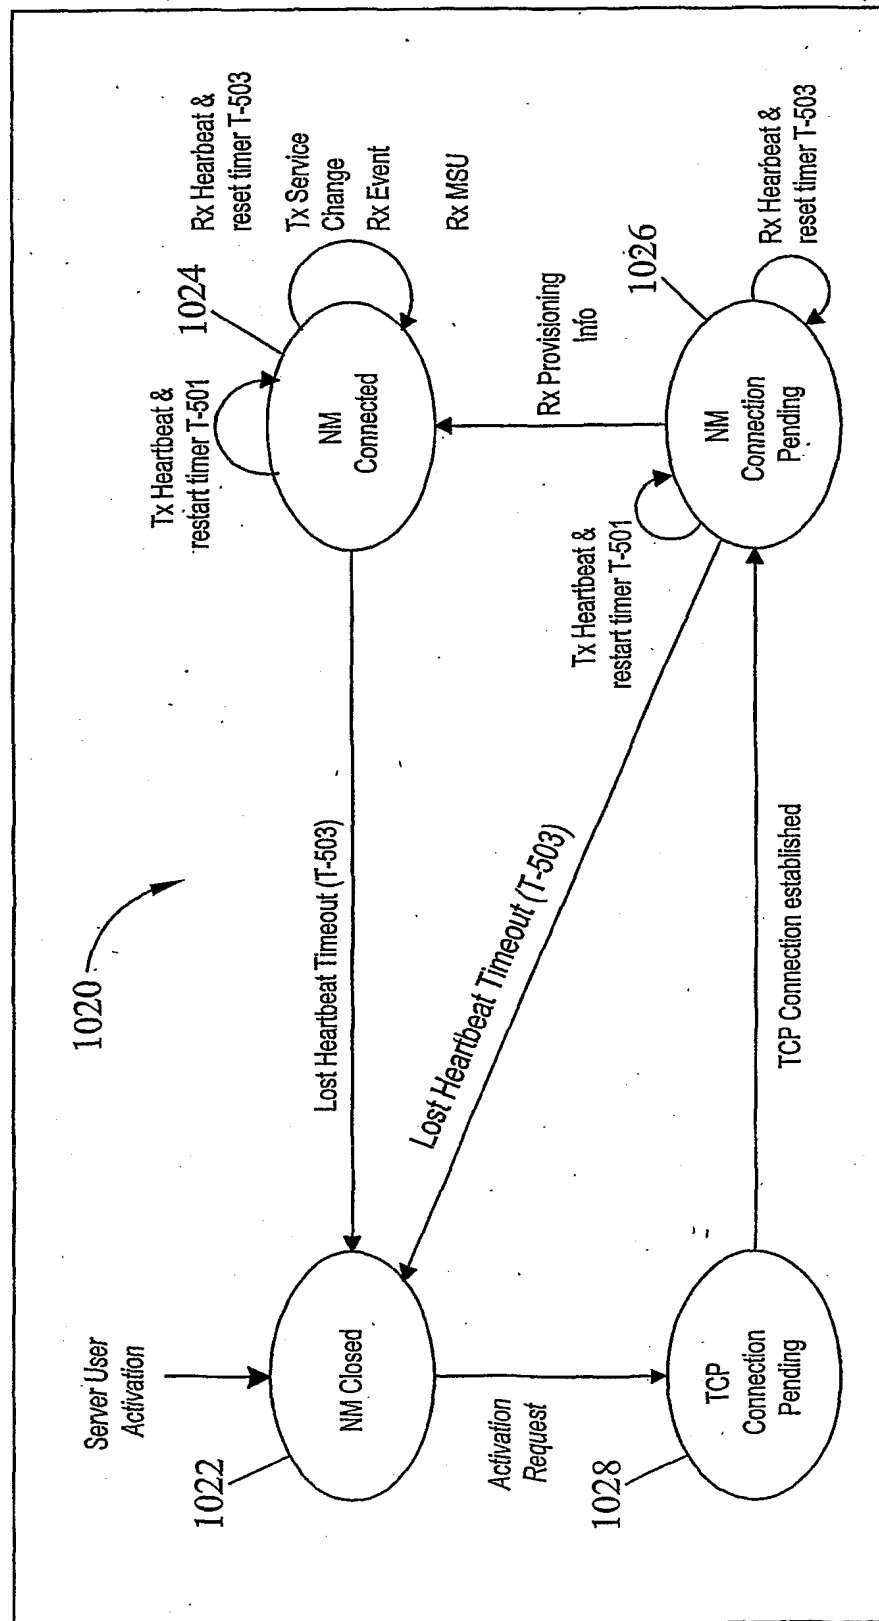 1020
Server User
Activation
1022
NM Closed
Activation
Request
1028
TCP
Connection
Pending
Lost Heartbeat Timeout (T-503)
Lost Heartbeat Timeout (T-503)
TCP Connection established
Tx Heartbeat &
restart timer T-501
1024
NM
Connected
Rx Hearbeat &
reset timer T-503
Tx Service
Change
Rx Event
Rx MSU
Rx Provisioning
Info
1026
Tx Heartbeat &
restart timer T-501
NM
Connection
Pending
Rx Hearbeat &
reset timer T-503